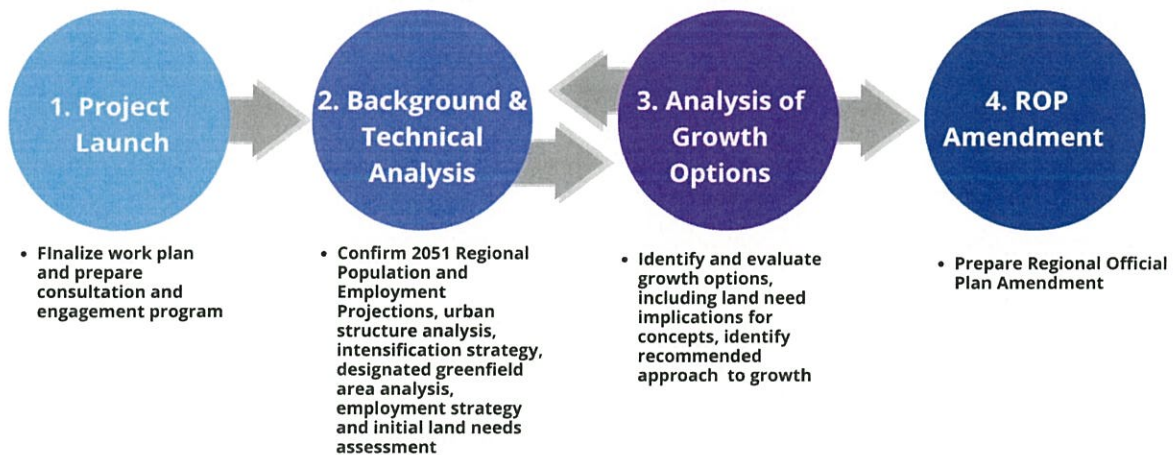 1. Project
Launch
2. Background &
Technical
Analysis
3. Analysis of
Growth
Options
4. ROP
Amendment
• FInalize work plan
and prepare
consultation and
engagement program
• Confirm 2051 Regional
Population and
Employment
Projections, urban
structure analysis,
intensification strategy,
designated greenfield
area analysis,
employment strategy
and initial land needs
assessment
• Identify and evaluate
growth options,
including land need
implications for
concepts, identify
recommended
approach to growth
• Prepare Regional Official
Plan Amendment